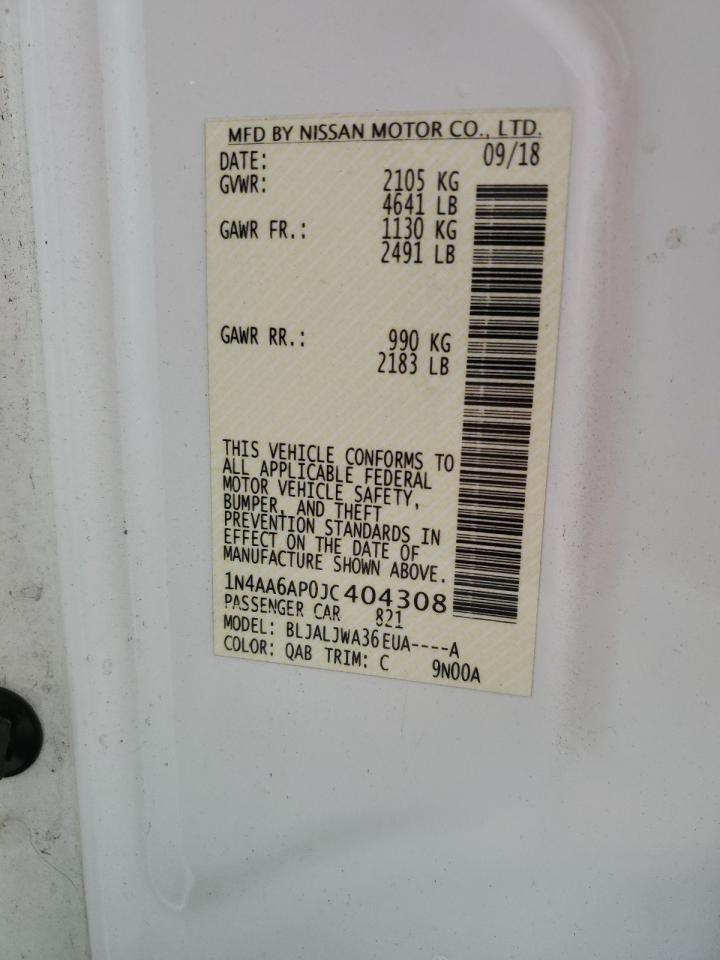 MFD BY NISSAN MOTOR CO., LTD.
DATE: 09/18
GVWR: 2105 KG
4641 LB
GAWR FR.: 1130 KG
2491 LB
GAWR RR.: 990 KG
2183 LB
THIS VEHICLE CONFORMS TO
ALL APPLICABLE FEDERAL
MOTOR VEHICLE SAFETY,
BUMPER, AND THEFT
PREVENTION STANDARDS IN
EFFECT ON THE DATE OF
MANUFACTURE SHOWN ABOVE.
1N4AA6AP0JC404308
PASSENGER CAR 821
MODEL: BLJALJWA36EUA----A
COLOR: QAB TRIM: C 9N00A